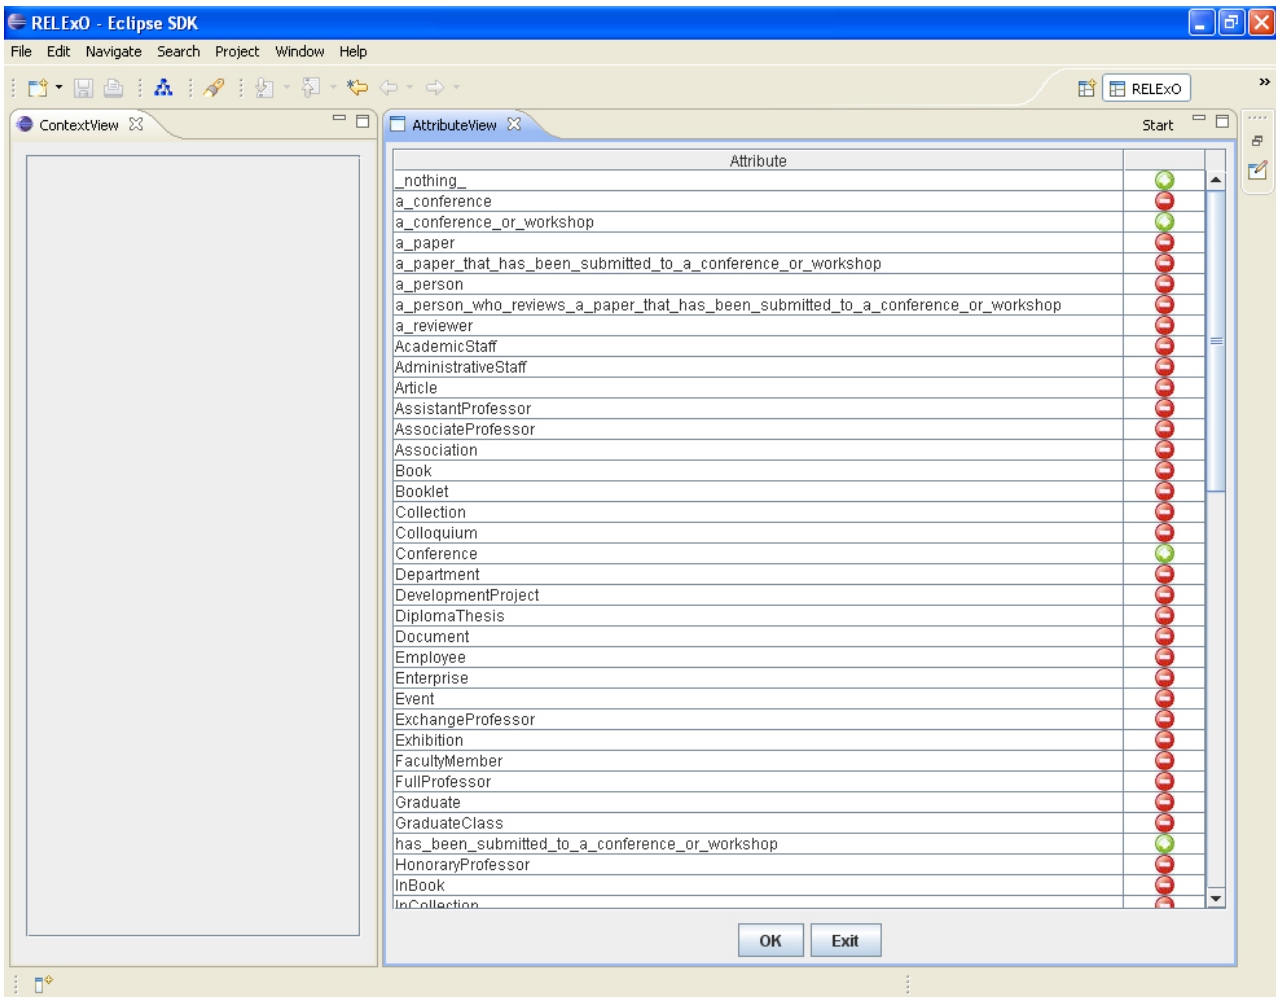 RELExO - Eclipse SDK
File Edit Navigate Search Project Window Help
RELExO
»
ContextView
AttributeView
Start
Attribute
_nothing_
a_conference
a_conference_or_workshop
a_paper
a_paper_that_has_been_submitted_to_a_conference_or_workshop
a_person
a_person_who_reviews_a_paper_that_has_been_submitted_to_a_conference_or_workshop
a_reviewer
AcademicStaff
AdministrativeStaff
Article
AssistantProfessor
AssociateProfessor
Association
Book
Booklet
Collection
Colloquium
Conference
Department
DevelopmentProject
DiplomaThesis
Document
Employee
Enterprise
Event
ExchangeProfessor
Exhibition
FacultyMember
FullProfessor
Graduate
GraduateClass
has_been_submitted_to_a_conference_or_workshop
HonoraryProfessor
InBook
InCollection
OK Exit